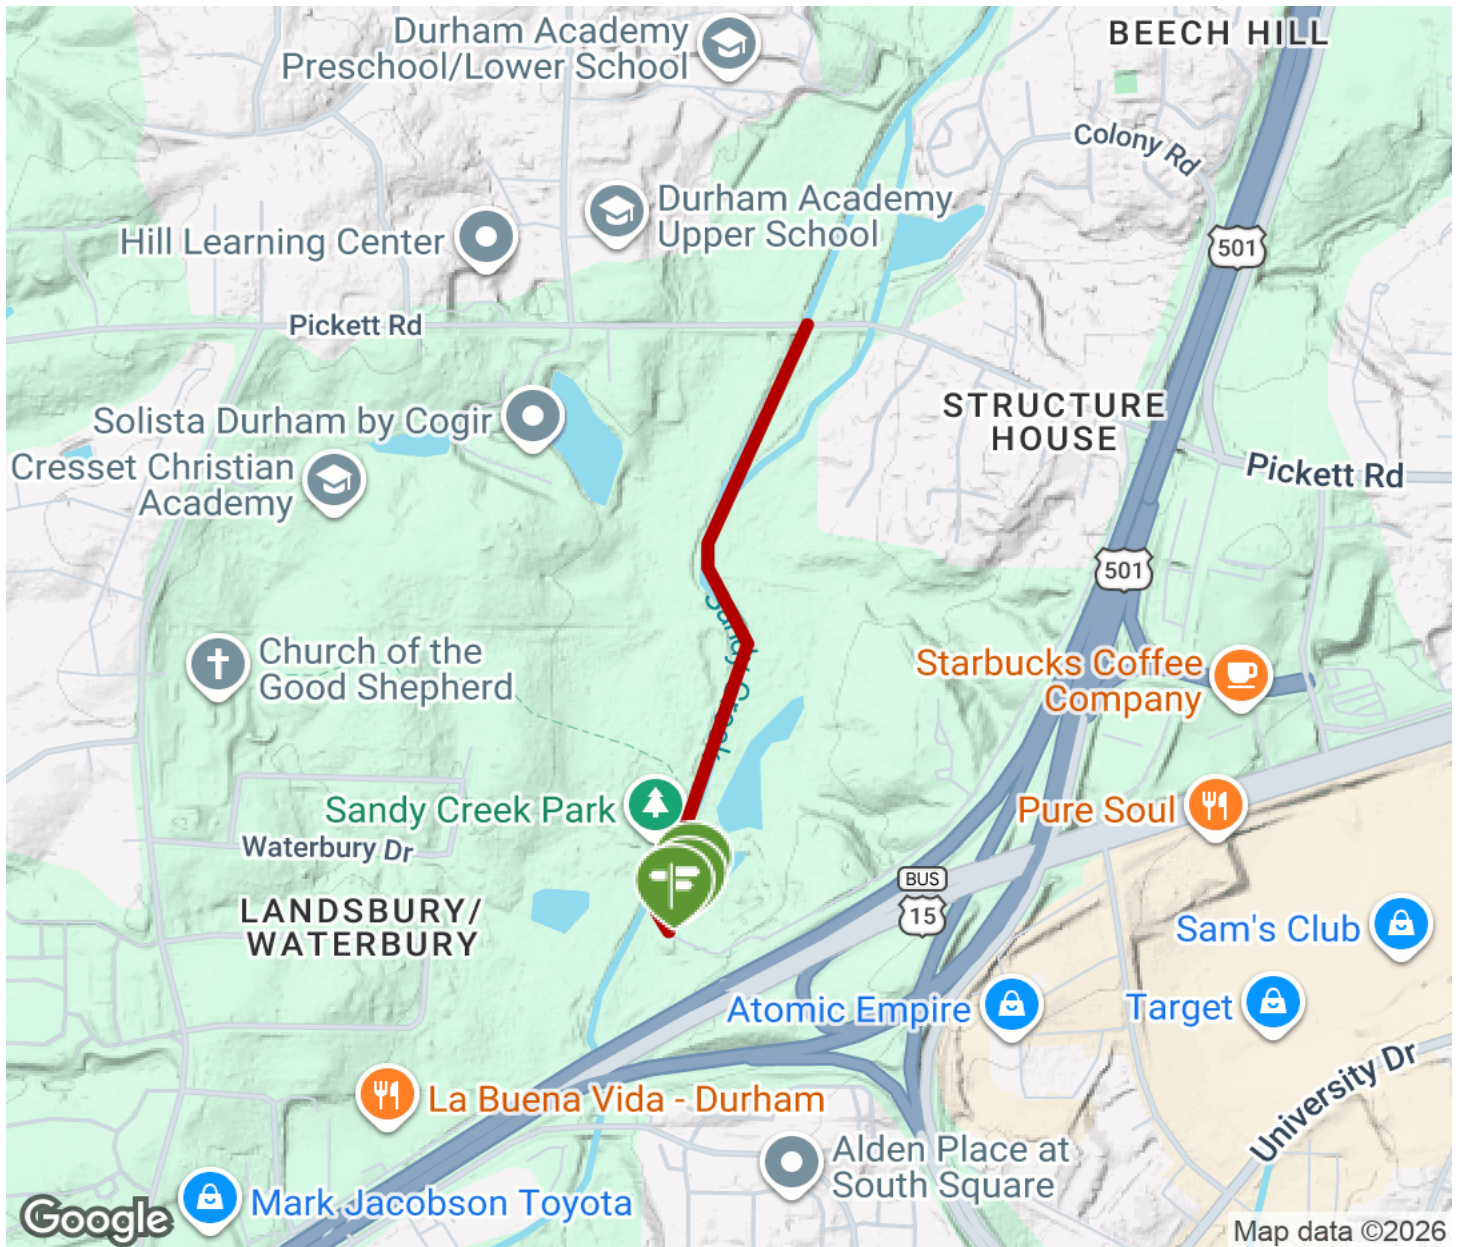 Durham Academy
Preschool/Lower School
BEECH HILL
Colony Rd
Durham Academy
Upper School
Hill Learning Center
501
Pickett Rd
Solista Durham by Cogir
STRUCTURE
HOUSE
Cresset Christian
Academy
Pickett Rd
501
Sandy Creek
Church of the
Good Shepherd
Starbucks Coffee
Company
Sandy Creek Park
Pure Soul
Waterbury Dr
BUS
15
LANDSBURY/
WATERBURY
Sam's Club
Atomic Empire
Target
University Dr
La Buena Vida - Durham
Alden Place at
South Square
Mark Jacobson Toyota
Google
Map data ©2026